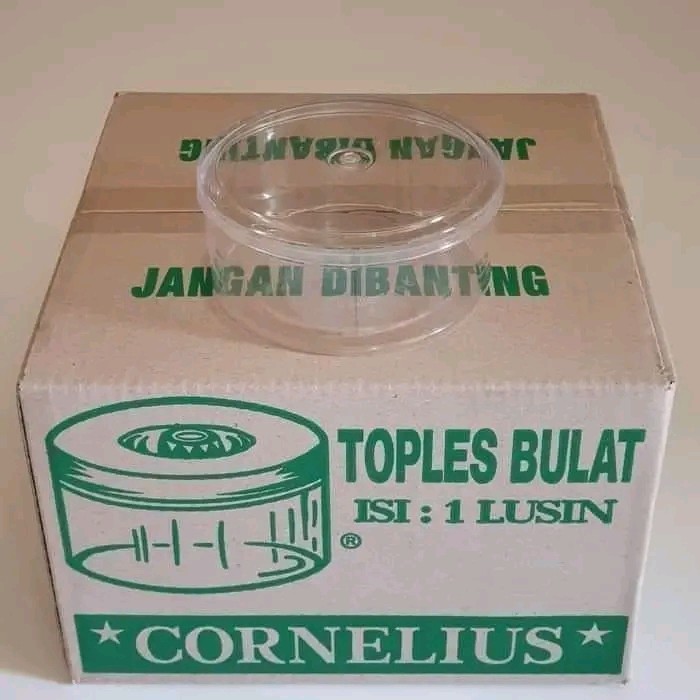 JANGAN DIBANTING
JANGAN DIBANTING
TOPLES BULAT
ISI : 1 LUSIN
®
★ CORNELIUS ★